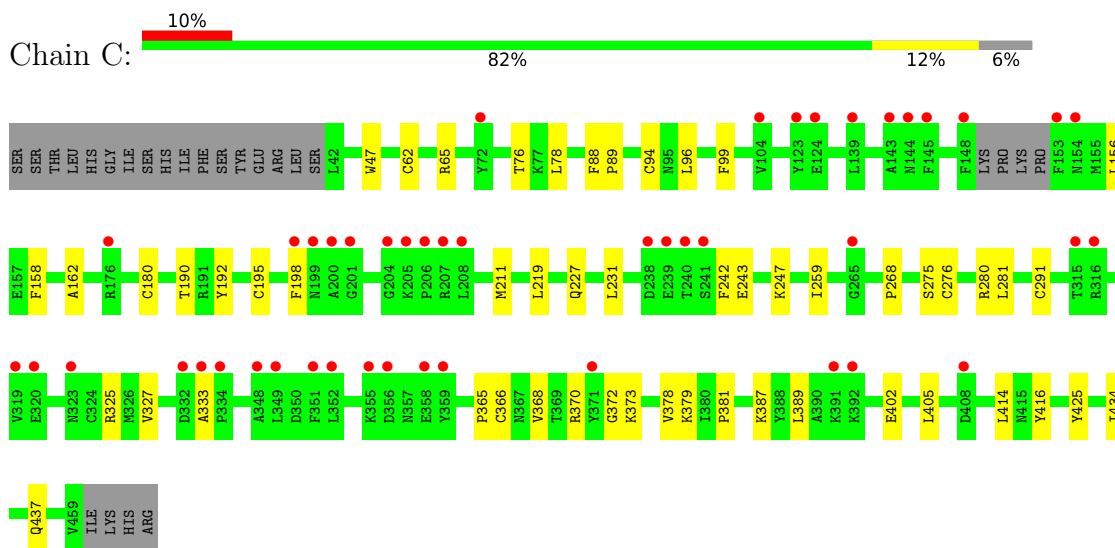 10%
Chain C:
82% 12% 6%
SER SER THR LEU HIS GLY ILE SER HIS ILE PHE SER TYR GLU ARG LEU SER L42 W47 C62 R65 Y72 T76 K77 L78 F88 P89 C94 N95 L96 F99 V104 Y123 E124 L139 A143 N144 F145 F148 LYS PRO LYS PRO F153 N154 M155 L156
E157 F158 A162 R176 C180 T190 R191 Y192 C195 F198 N199 A200 G201 G204 K205 P206 R207 L208 M211 L219 Q227 L231 D238 E239 T240 S241 F242 E243 K247 I259 G265 P268 S275 C276 R280 L281 C291 T315 R316
V319 E320 N323 C324 R325 M326 V327 D332 A333 P334 A348 L349 D350 F351 L352 K355 D356 N357 E358 Y359 P365 C366 N367 V368 T369 R370 Y371 G372 K373 V378 K379 I380 P381 K387 Y388 L389 A390 K391 K392 E402 L405 D408 L414 N415 Y416 Y425 I434
Q437 V459 ILE LYS HIS ARG